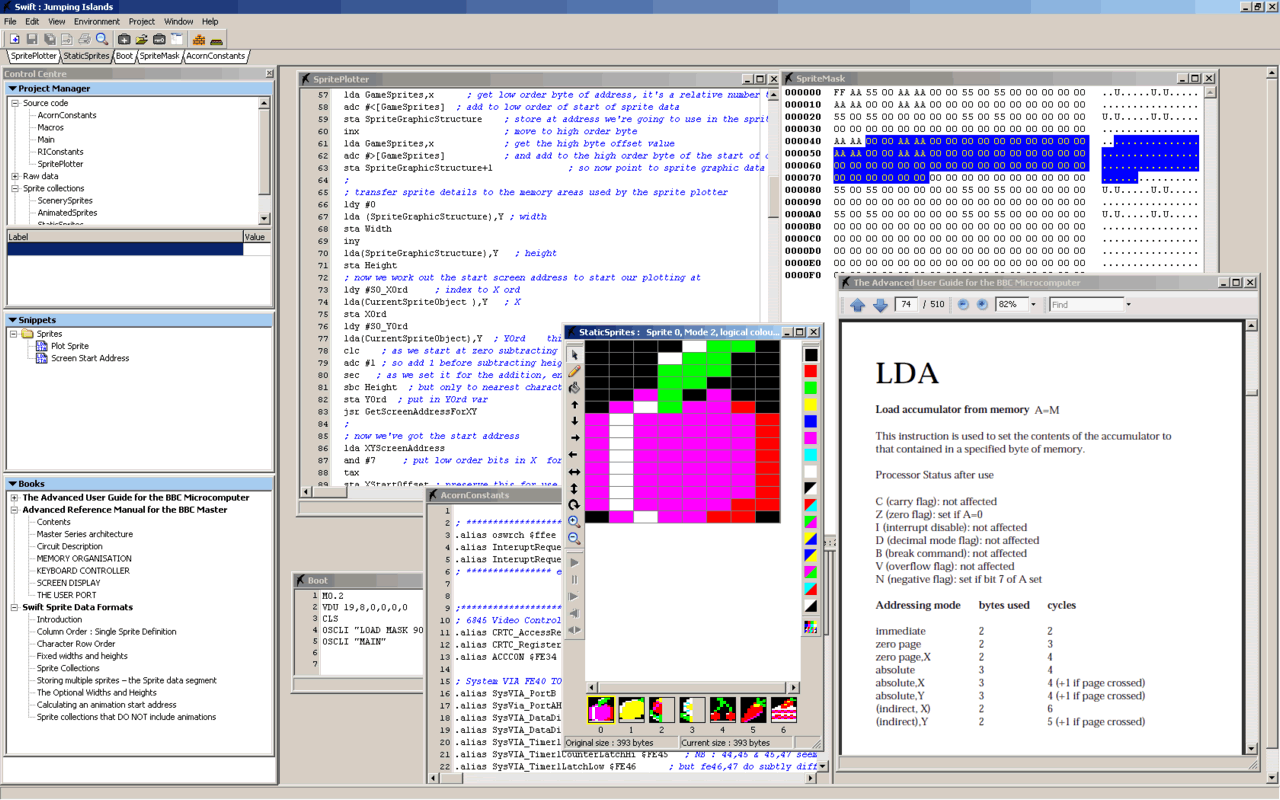 Swift : Jumping Islands
File Edit View Environment Project Window Help
SpritePlotter StaticSprites Boot SpriteMask AcornConstants
Control Centre
Project Manager
Source code
AcornConstants
Macros
Main
RIConstants
SpritePlotter
Raw data
Sprite collections
ScenerySprites
AnimatedSprites
Label Value
Snippets
Sprites
Plot Sprite
Screen Start Address
Books
The Advanced User Guide for the BBC Microcomputer
Advanced Reference Manual for the BBC Master
Contents
Master Series architecture
Circuit Description
MEMORY ORGANISATION
KEYBOARD CONTROLLER
SCREEN DISPLAY
THE USER PORT
Swift Sprite Data Formats
Introduction
Column Order : Single Sprite Definition
Character Row Order
Fixed widths and heights
Sprite Collections
Storing multiple sprites – the Sprite data segment
The Optional Widths and Heights
Calculating an animation start address
Sprite collections that DO NOT include animations
SpritePlotter
57 lda GameSprites,x ; get low order byte of address, it's a relative number
58 adc #<[GameSprites] ; add to low order of start of sprite data
59 sta SpriteGraphicStructure ; store at address we're going to use in the sprit
60 inx ; move to high order byte
61 lda GameSprites,x ; get the high byte offset value
62 adc #>[GameSprites] ; and add to the high order byte of the start of
63 sta SpriteGraphicStructure+1 ; so now point to sprite graphic data
64 ;
65 ; transfer sprite details to the memory areas used by the sprite plotter
66 ldy #0
67 lda (SpriteGraphicStructure),Y ; width
68 sta Width
69 iny
70 lda(SpriteGraphicStructure),Y ; height
71 sta Height
72 ; now we work out the start screen address to start our plotting at
73 ldy #S0_XOrd ; index to X ord
74 lda(CurrentSpriteObject ),Y ; X
75 sta XOrd
76 ldy #S0_YOrd
77 lda(CurrentSpriteObject),Y ; YOrd thi
78 clc ; as we start at zero subtracting
79 adc #1 ; so add 1 before subtracting heig
80 sec ; as we set it for the addition, en
81 sbc Height ; but only to nearest charact
82 sta YOrd ; put in YOrd var
83 jsr GetScreenAddressForXY
84 ;
85 ; now we've got the start address
86 lda XYScreenAddress
87 and #7 ; put low order bits in X for
88 tax
89 sta XStartOffset ; preserve this for use
SpriteMask
000000 FF AA 55 00 AA AA 00 00 55 00 55 00 00 00 00 00 ..U.....U.U.....
000010 AA AA 55 00 AA AA 00 00 55 00 55 00 00 00 00 00 ..U.....U.U.....
000020 55 00 55 00 00 00 00 00 55 00 55 00 00 00 00 00 U.U.....U.U.....
000030 00 00 00 00 00 00 00 00 00 00 00 00 00 00 00 00 ................
000040 AA AA 00 00 AA AA 00 00 00 00 00 00 00 00 00 00 ................
000050 AA AA 00 00 AA AA 00 00 00 00 00 00 00 00 00 00 ................
000060 00 00 00 00 00 00 00 00 00 00 00 00 00 00 00 00 ................
000070 00 00 00 00 00 00 00 00 00 00 00 00 00 00 00 00 ................
000080 55 00 55 00 00 00 00 00 55 00 55 00 00 00 00 00 U.U.....U.U.....
000090 00 00 00 00 00 00 00 00 00 00 00 00 00 00 00 00 ................
0000A0 55 00 55 00 00 00 00 00 55 00 55 00 00 00 00 00 U.U.....U.U.....
0000B0 00 00 00 00 00 00 00 00 00 00 00 00 00 00 00 00 ................
0000C0 00 00 00 00 00 00 00 00 00 00 00 00 00 00 00 00 ................
0000D0 00 00 00 00 00 00 00 00 00 00 00 00 00 00 00 00 ................
0000E0 00 00 00 00 00 00 00 00 00 00 00 00 00 00 00 00 ................
0000F0 00 00 00 00 00 00 00 00 00 00 00 00 00 00 00 00
Boot
1 MO.2
2 VDU 19,8,0,0,0,0
3 CLS
4 OSCLI "LOAD MASK 90
5 OSCLI "MAIN"
6
7
AcornConstants
1
2 ; ******************
3 .alias oswrch $ffee
4 .alias InteruptReque
5 .alias InteruptReque
6 ; *************** e
7
8
9 ;******************
10 ; 6845 Video Control
11 .alias CRTC_AccessRe
12 .alias CRTC_Register
13 .alias ACCCON $FE34
14
15 ; System VIA FE40 TO
16 .alias SysVIA_PortB
17 .alias SysVia_PortAH
18 .alias SysVIA_DataDi
19 .alias SysVIA_DataDi
20 .alias SysVIA_Timerl
21 .alias SysVIA_Timer1CounterLatchHi $FE45 ; NB : 44,45 & 45,47 seem
22 .alias SysVIA_Timer1LatchLow $FE46 ; but fe46,47 do subtly diff
StaticSprites : Sprite 0, Mode 2, logical colou...
0 1 2 3 4 5 6
Original size : 393 bytes Current size : 393 bytes
The Advanced User Guide for the BBC Microcomputer
74 / 510 82% Find
LDA
Load accumulator from memory A=M
This instruction is used to set the contents of the accumulator to
that contained in a specified byte of memory.
Processor Status after use
C (carry flag): not affected
Z (zero flag): set if A=0
I (interrupt disable): not affected
D (decimal mode flag): not affected
B (break command): not affected
V (overflow flag): not affected
N (negative flag): set if bit 7 of A set
Addressing mode bytes used cycles
immediate 2 2
zero page 2 3
zero page,X 2 4
absolute 3 4
absolute,X 3 4 (+1 if page crossed)
absolute,Y 3 4 (+1 if page crossed)
(indirect, X) 2 6
(indirect),Y 2 5 (+1 if page crossed)